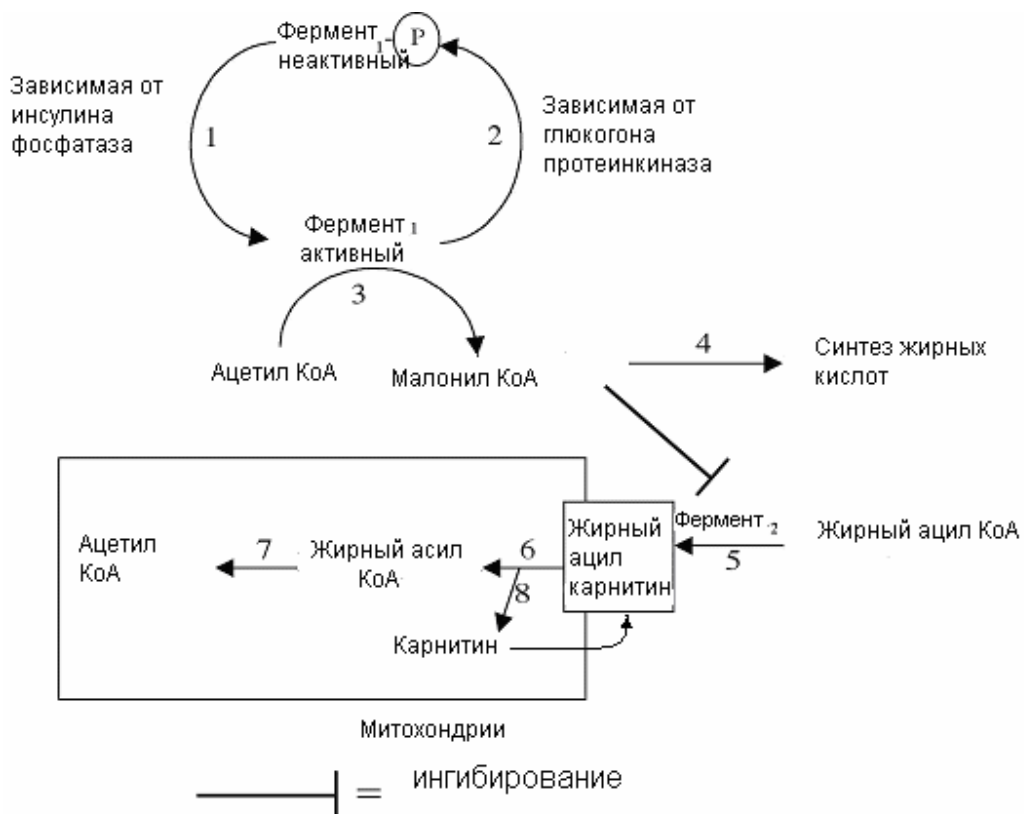 Фермент 1- P
неактивный
Зависимая от
инсулина
фосфатаза
1
2
Зависимая от
глюкогона
протеинкиназа
Фермент 1
активный
3
Ацетил КоА
Малонил КоА
4
Синтез жирных
кислот
Ацетил
КоА
7
Жирный асил
КоА
6
8
Карнитин
Жирный
ацил
карнитин
Фермент 2
5
Жирный ацил КоА
Митохондрии
= ингибирование